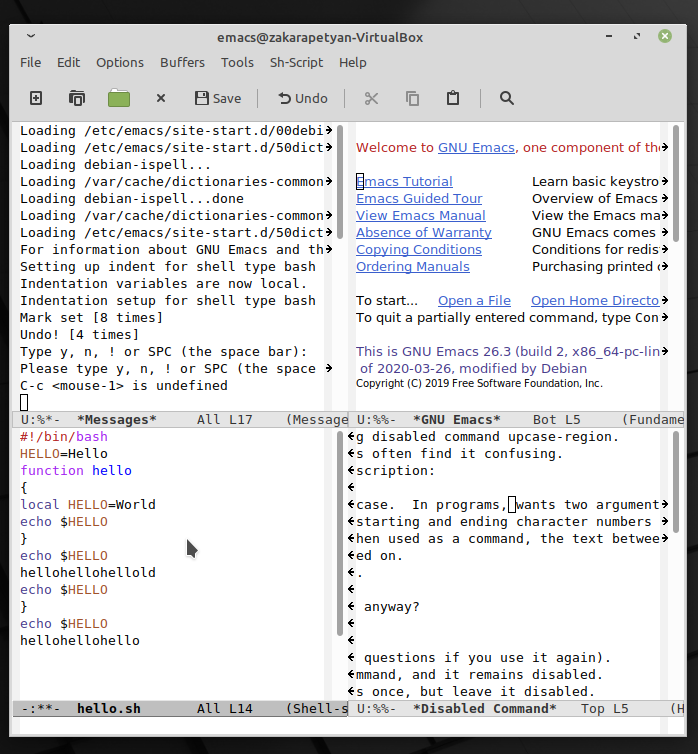 emacs@zakarapetyan-VirtualBox
File Edit Options Buffers Tools Sh-Script Help
Save Undo
Loading /etc/emacs/site-start.d/00debi
Loading /etc/emacs/site-start.d/50dict
Loading debian-ispell...
Loading /var/cache/dictionaries-common
Loading debian-ispell...done
Loading /var/cache/dictionaries-common
Loading /etc/emacs/site-start.d/50dict
For information about GNU Emacs and th
Setting up indent for shell type bash
Indentation variables are now local.
Indentation setup for shell type bash
Mark set [8 times]
Undo! [4 times]
Type y, n, ! or SPC (the space bar):
Please type y, n, ! or SPC (the space
C-c <mouse-1> is undefined
U:%*- *Messages* All L17 (Message
Welcome to GNU Emacs, one component of the
Emacs Tutorial Learn basic keystro
Emacs Guided Tour Overview of Emacs
View Emacs Manual View the Emacs ma
Absence of Warranty GNU Emacs comes
Copying Conditions Conditions for redis
Ordering Manuals Purchasing printed c
To start... Open a File Open Home Directo
To quit a partially entered command, type Con
This is GNU Emacs 26.3 (build 2, x86_64-pc-lin
of 2020-03-26, modified by Debian
Copyright (C) 2019 Free Software Foundation, Inc.
U:%%- *GNU Emacs* Bot L5 (Fundame
#!/bin/bash
HELLO=Hello
function hello
{
local HELLO=World
echo $HELLO
}
echo $HELLO
hellohellohellold
echo $HELLO
}
echo $HELLO
hellohellohello
-:**- hello.sh All L14 (Shell-s
g disabled command upcase-region.
s often find it confusing.
scription:
case. In programs, wants two argument
starting and ending character numbers
hen used as a command, the text betwee
ed on.
.
anyway?
questions if you use it again).
mmand, and it remains disabled.
s once, but leave it disabled.
U:%%- *Disabled Command* Top L5 (H